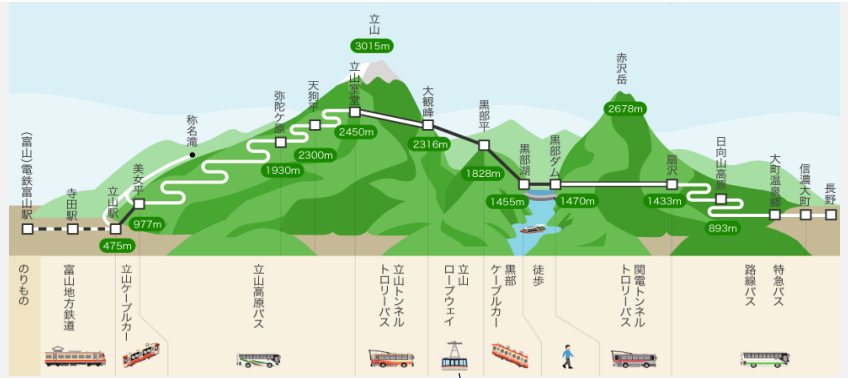 立山
3015m
赤沢岳
2678m
(富山)電鉄富山駅
寺田駅
立山駅
475m
美女平
977m
称名滝
弥陀ケ原
1930m
天狗平
2300m
立山室堂
2450m
大観峰
2316m
黒部平
1828m
黒部湖
1455m
黒部ダム
1470m
扇沢
1433m
日向山高原
893m
大町温泉郷
信濃大町
長野
のりもの
富山地方鉄道
立山ケーブルカー
立山高原バス
立山トンネル
トロリーバス
立山
ロープウェイ
黒部
ケーブルカー
徒歩
関電トンネル
トロリーバス
特急バス
路線バス